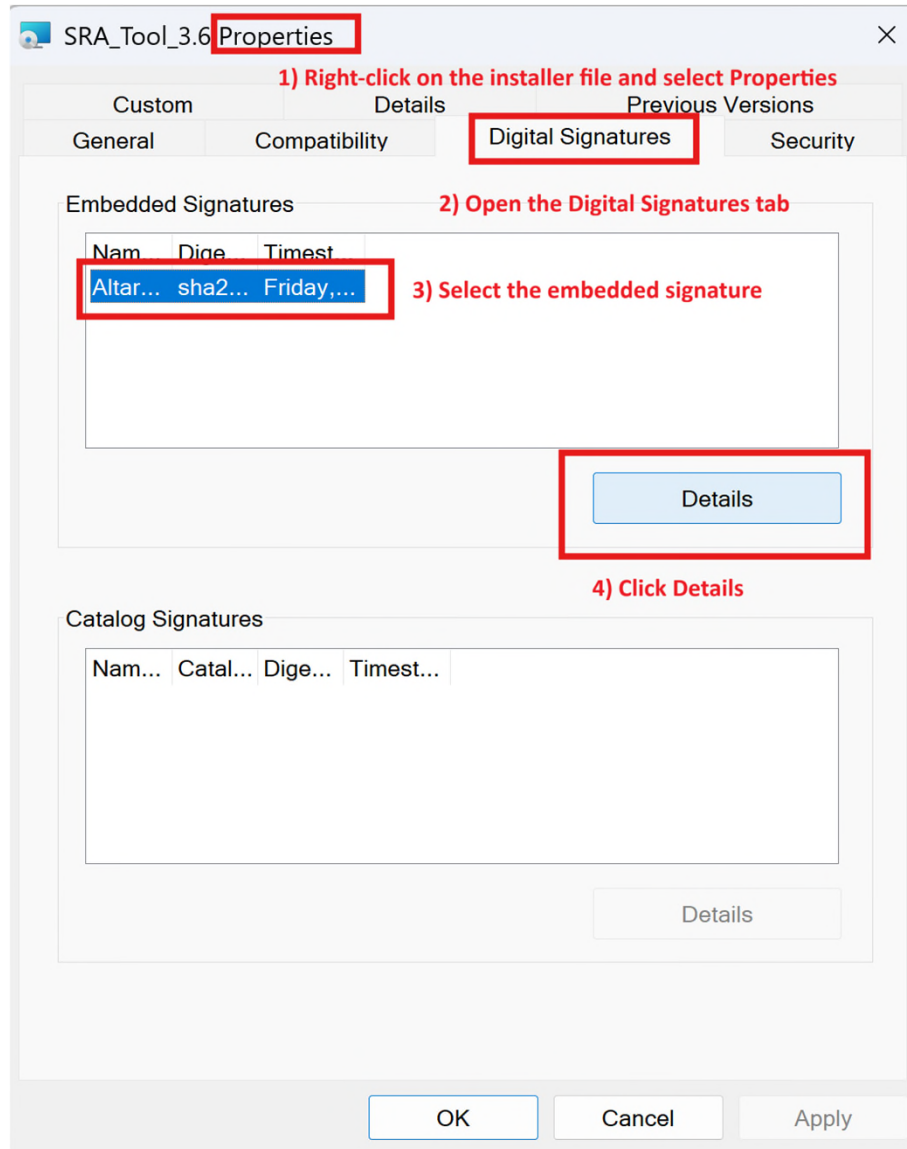 SRA_Tool_3.6 Properties
1) Right-click on the installer file and select Properties
Custom Details Previous Versions
General Compatibility Digital Signatures Security
Embedded Signatures
2) Open the Digital Signatures tab
Nam... Dige... Timest...
Altar... sha2... Friday,...
3) Select the embedded signature
Details
4) Click Details
Catalog Signatures
Nam... Catal... Dige... Timest...
Details
OK Cancel Apply